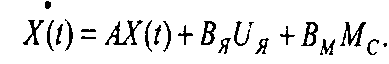 Ẋ(t) = AX(t) + B_Я U_Я + B_M M_C.